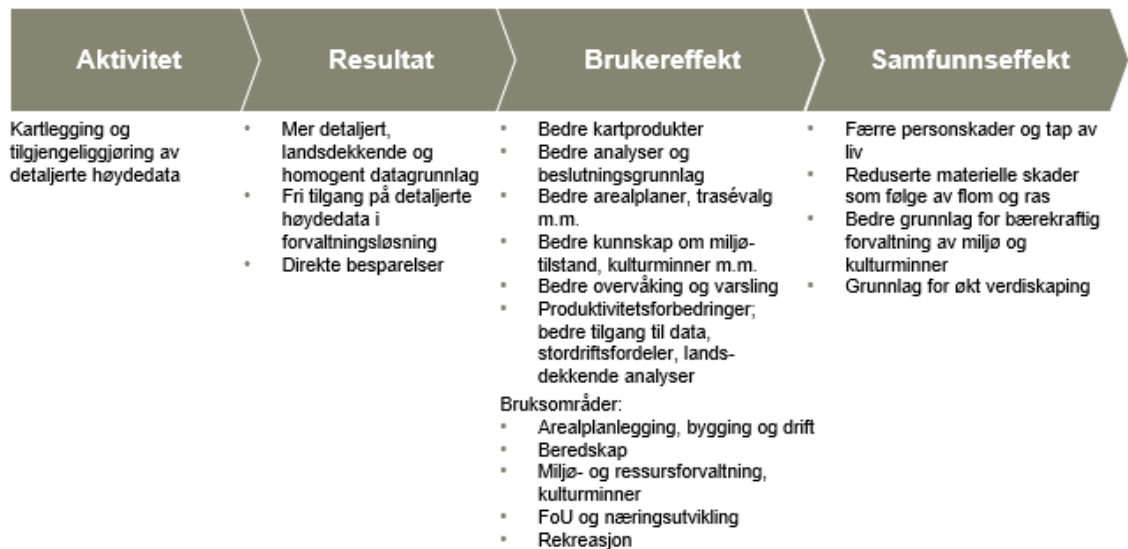 Aktivitet
Resultat
Brukereffekt
Samfunnseffekt
Kartlegging og
tilgjengeliggjøring av
detaljerte høydedata
• Mer detaljert,
landsdekkende og
homogent datagrunnlag
• Fri tilgang på detaljerte
høydedata i
forvaltningsløsning
• Direkte besparelser
• Bedre kartprodukter
• Bedre analyser og
beslutningsgrunnlag
• Bedre arealplaner, trasévalg
m.m.
• Bedre kunnskap om miljø-
tilstand, kulturminner m.m.
• Bedre overvåking og varsling
• Produktivitetsforbedringer;
bedre tilgang til data,
stordriftsfordeler, lands-
dekkende analyser
Bruksområder:
• Arealplanlegging, bygging og drift
• Beredskap
• Miljø- og ressursforvaltning,
kulturminner
• FoU og næringsutvikling
• Rekreasjon
• Færre personskader og tap av
liv
• Reduserte materielle skader
som følge av flom og ras
• Bedre grunnlag for bærekraftig
forvaltning av miljø og
kulturminner
• Grunnlag for økt verdiskaping